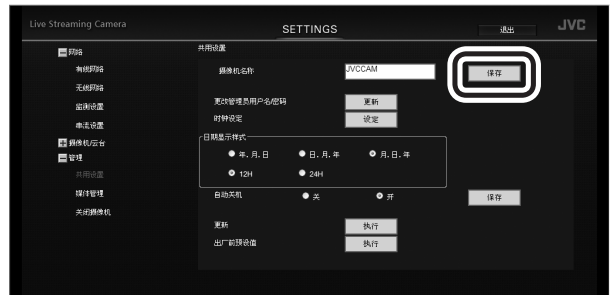 Live Streaming Camera
SETTINGS
退出
JVC
网络
有线网络
无线网络
监测设置
串流设置
摄像机/云台
管理
共用设置
媒体管理
关闭摄像机
共用设置
摄像机名称
JVCCAM
保存
更改管理员用户名/密码
更新
时钟设定
设定
日期显示样式
年. 月. 日
日. 月. 年
月. 日. 年
12H
24H
自动关机
关
开
保存
更新
执行
出厂前预设值
执行